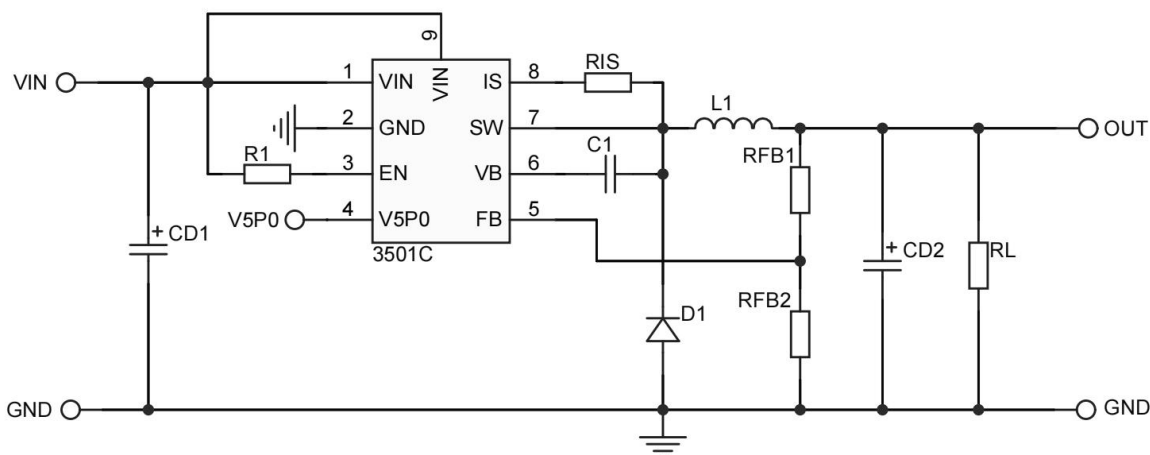 9
VIN
1
VIN
VIN
IS
8
RIS
2
GND
SW
7
L1
OUT
R1
3
EN
VB
6
C1
RFB1
V5P0
4
V5P0
FB
5
+ CD1
3501C
+ CD2
RL
RFB2
D1
GND
GND